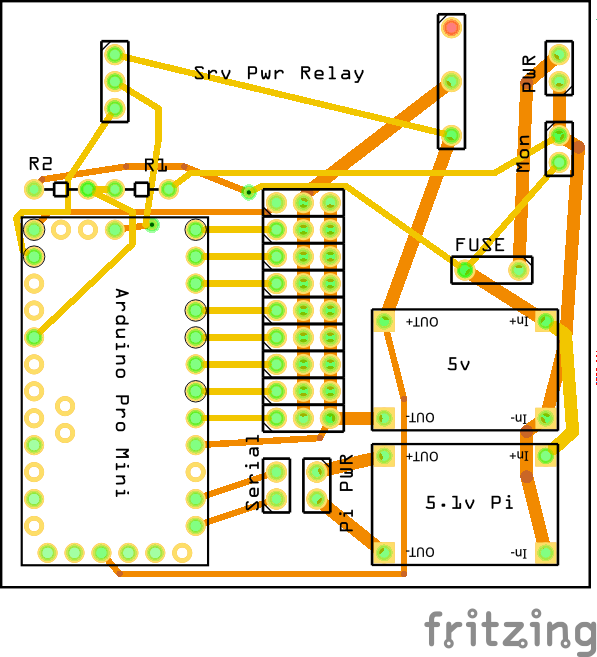 Srv Pwr Relay
PWR
Mon
R2
R1
FUSE
Arduino Pro Mini
OUT+
In+
5v
OUT-
In-
Serial
Pi PWR
OUT+
In+
5.1v Pi
OUT-
In-
fritzing